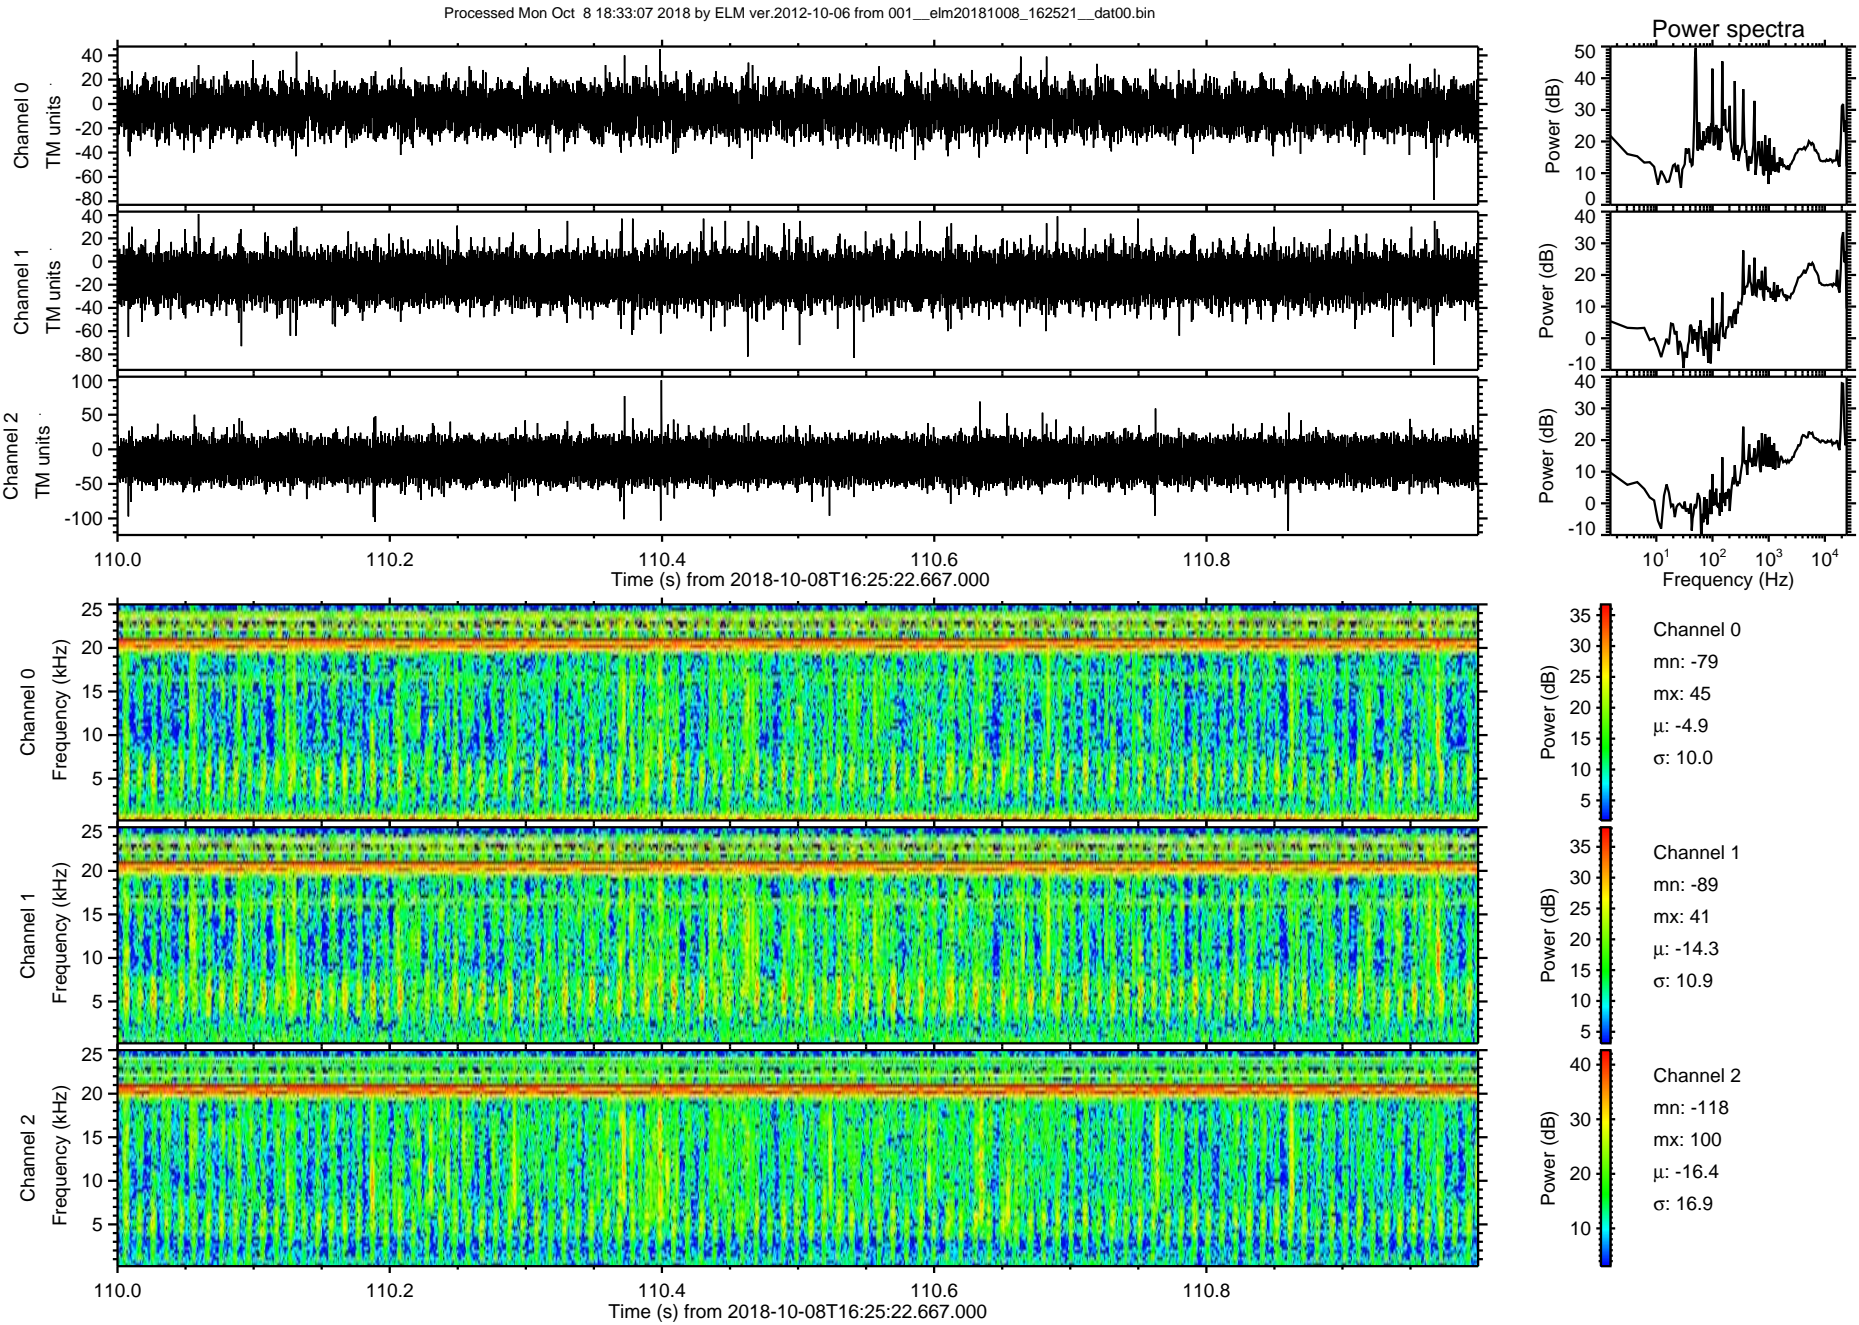 Processed Mon Oct  8 18:33:07 2018 by ELM ver.2012-10-06 from 001__elm20181008_162521__dat00.bin
Power spectra
Channel 0
TM units
40
20
0
-20
-40
-60
-80
Power (dB)
50
40
30
20
10
0
Channel 1
TM units
40
20
0
-20
-40
-60
-80
Power (dB)
40
30
20
10
0
-10
Channel 2
TM units
100
50
0
-50
-100
Power (dB)
40
30
20
10
0
-10
110.0 110.2 110.4 110.6 110.8
Time (s) from 2018-10-08T16:25:22.667.000
10^1 10^2 10^3 10^4
Frequency (Hz)
Channel 0
Frequency (kHz)
25
20
15
10
5
Power (dB)
35
30
25
20
15
10
5
Channel 0
mn: -79
mx: 45
μ: -4.9
σ: 10.0
Channel 1
Frequency (kHz)
25
20
15
10
5
Power (dB)
35
30
25
20
15
10
5
Channel 1
mn: -89
mx: 41
μ: -14.3
σ: 10.9
Channel 2
Frequency (kHz)
25
20
15
10
5
Power (dB)
40
30
20
10
Channel 2
mn: -118
mx: 100
μ: -16.4
σ: 16.9
110.0 110.2 110.4 110.6 110.8
Time (s) from 2018-10-08T16:25:22.667.000